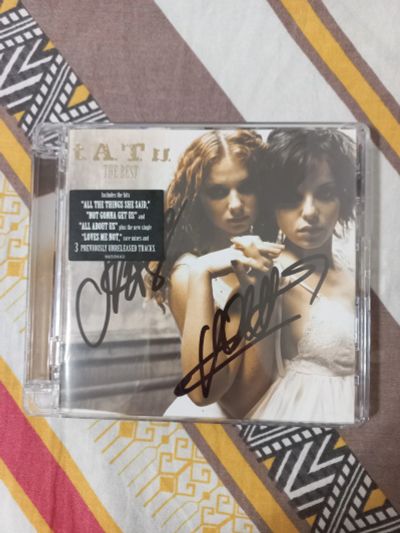 t.A.T.u.
THE BEST
Includes the hits
"ALL THE THINGS SHE SAID,"
"NOT GONNA GET US" and
"ALL ABOUT US" plus the new single
"LOVES ME NOT," rare mixes and
3 PREVIOUSLY UNRELEASED TRACKS.